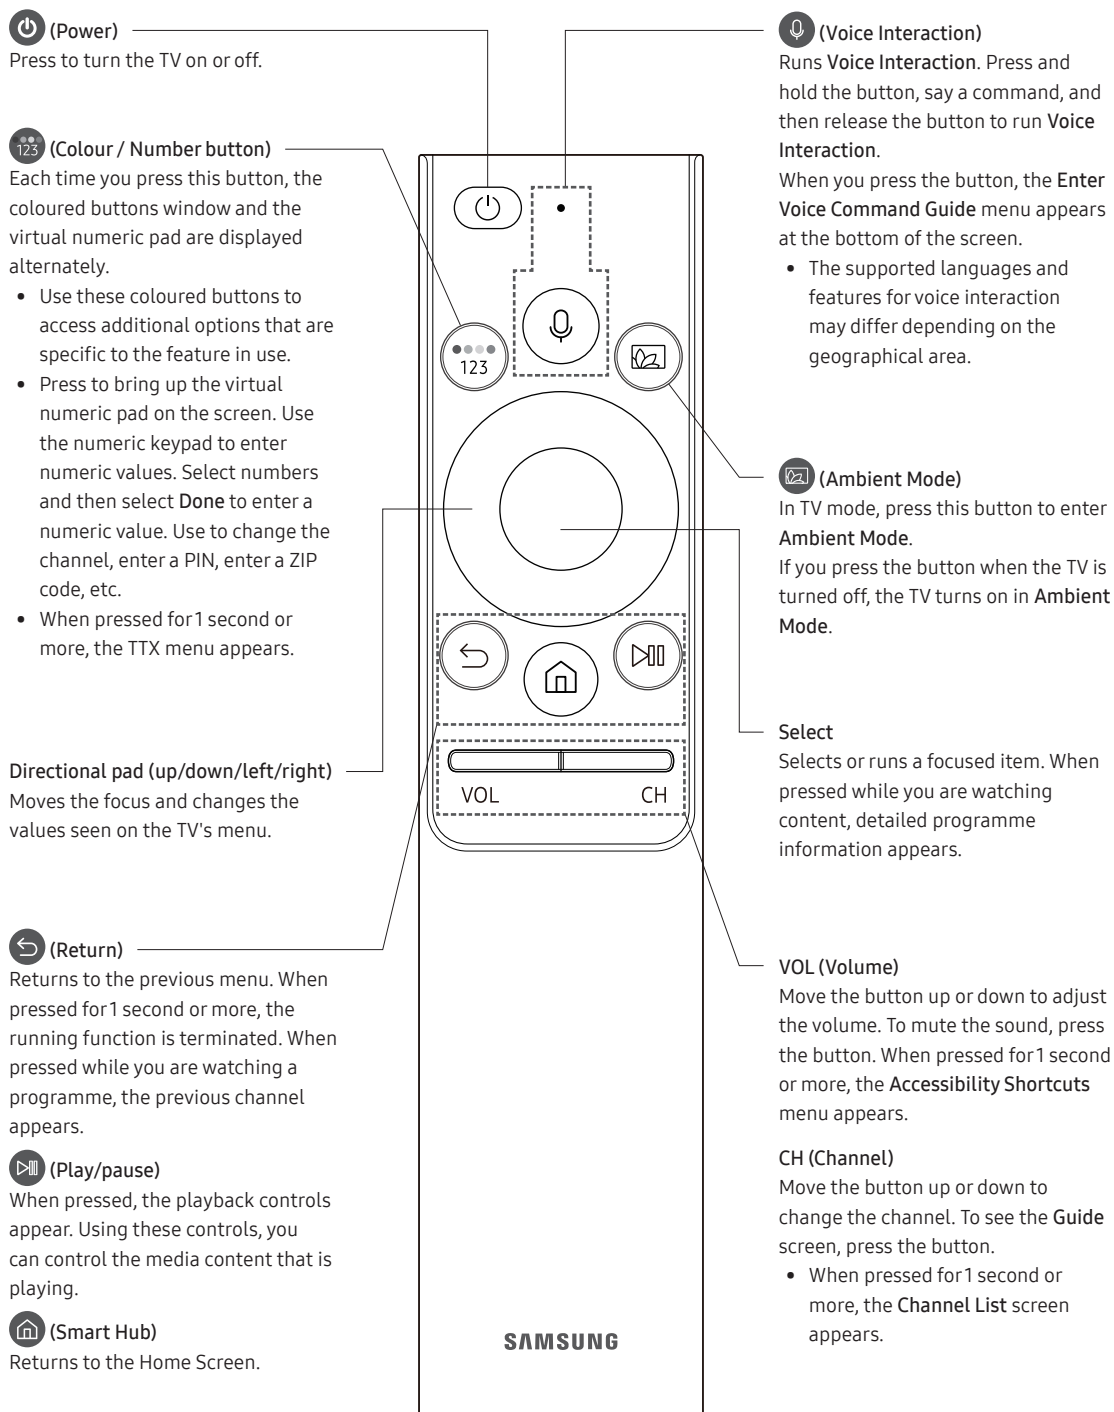 (Power)
Press to turn the TV on or off.
123 (Colour / Number button)
Each time you press this button, the
coloured buttons window and the
virtual numeric pad are displayed
alternately.
• Use these coloured buttons to
access additional options that are
specific to the feature in use.
• Press to bring up the virtual
numeric pad on the screen. Use
the numeric keypad to enter
numeric values. Select numbers
and then select Done to enter a
numeric value. Use to change the
channel, enter a PIN, enter a ZIP
code, etc.
• When pressed for 1 second or
more, the TTX menu appears.
Directional pad (up/down/left/right)
Moves the focus and changes the
values seen on the TV's menu.
(Return)
Returns to the previous menu. When
pressed for 1 second or more, the
running function is terminated. When
pressed while you are watching a
programme, the previous channel
appears.
(Play/pause)
When pressed, the playback controls
appear. Using these controls, you
can control the media content that is
playing.
(Smart Hub)
Returns to the Home Screen.
123
VOL CH
SAMSUNG
(Voice Interaction)
Runs Voice Interaction. Press and
hold the button, say a command, and
then release the button to run Voice
Interaction.
When you press the button, the Enter
Voice Command Guide menu appears
at the bottom of the screen.
• The supported languages and
features for voice interaction
may differ depending on the
geographical area.
(Ambient Mode)
In TV mode, press this button to enter
Ambient Mode.
If you press the button when the TV is
turned off, the TV turns on in Ambient
Mode.
Select
Selects or runs a focused item. When
pressed while you are watching
content, detailed programme
information appears.
VOL (Volume)
Move the button up or down to adjust
the volume. To mute the sound, press
the button. When pressed for 1 second
or more, the Accessibility Shortcuts
menu appears.
CH (Channel)
Move the button up or down to
change the channel. To see the Guide
screen, press the button.
• When pressed for 1 second or
more, the Channel List screen
appears.